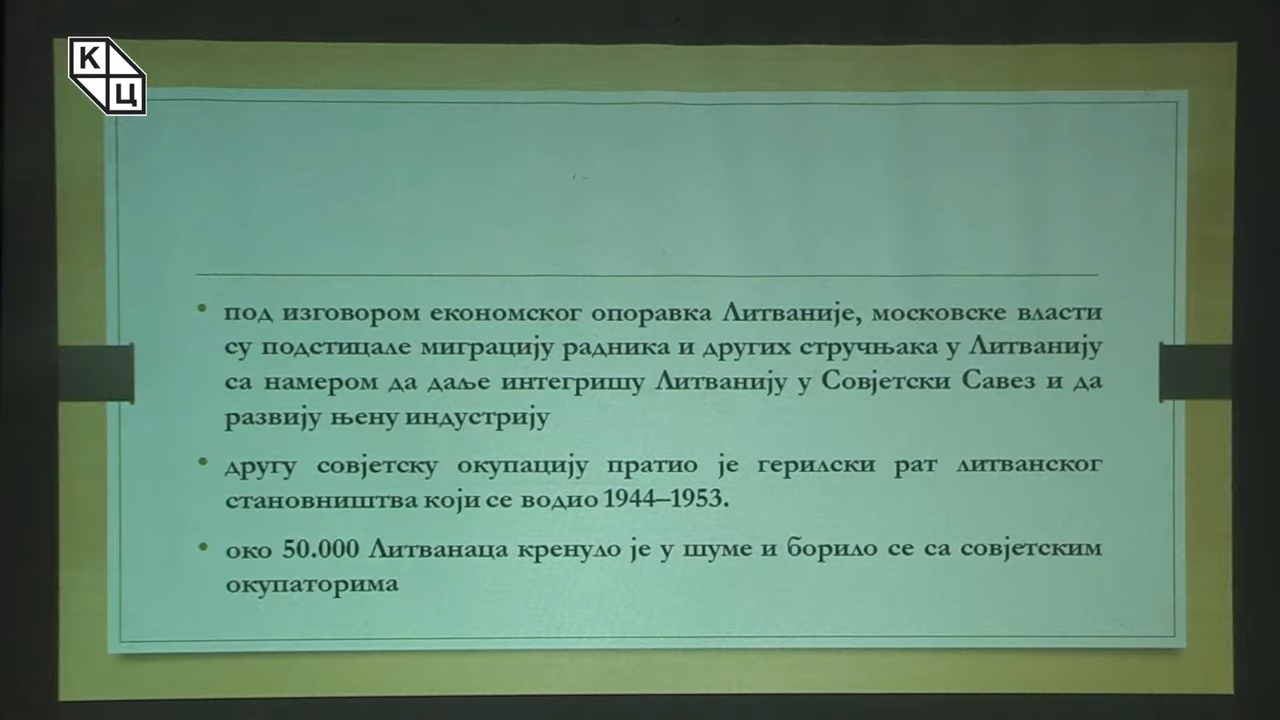 К
Ц
под изговором економског опоравка Литваније, московске власти
су подстицале миграцију радника и других стручњака у Литванију
са намером да даље интегришу Литванију у Совјетски Савез и да
развију њену индустрију
другу совјетску окупацију пратио је герилски рат литванског
становништва који се водио 1944–1953.
око 50.000 Литванаца кренуло је у шуме и борило се са совјетским
окупаторима